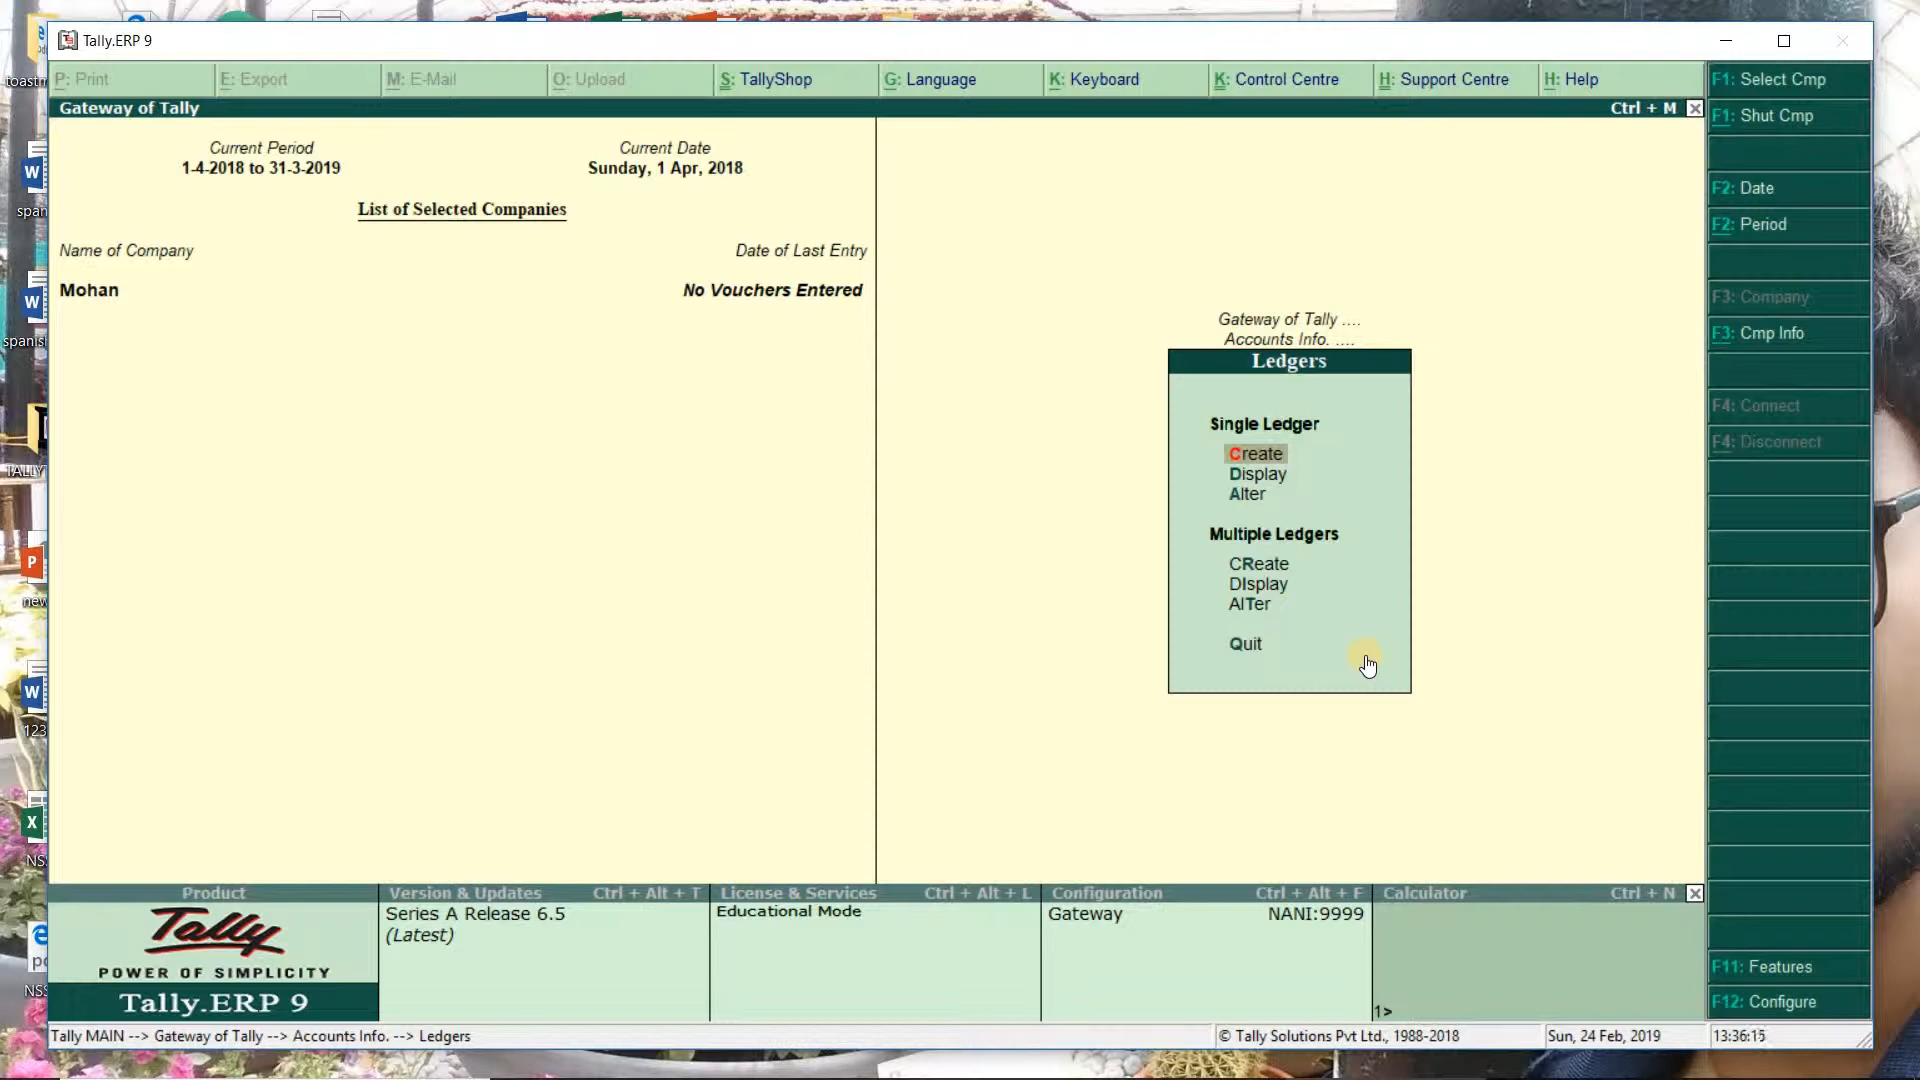 Tally.ERP 9
P: Print
E: Export
M: E-Mail
O: Upload
S: TallyShop
G: Language
K: Keyboard
K: Control Centre
H: Support Centre
H: Help
Gateway of Tally
Ctrl + M
Current Period
1-4-2018 to 31-3-2019
Current Date
Sunday, 1 Apr, 2018
List of Selected Companies
Name of Company
Date of Last Entry
Mohan
No Vouchers Entered
Gateway of Tally ....
Accounts Info. ....
Ledgers
Single Ledger
Create
Display
Alter
Multiple Ledgers
CReate
DIsplay
AlTer
Quit
F1: Select Cmp
F1: Shut Cmp
F2: Date
F2: Period
F3: Company
F3: Cmp Info
F4: Connect
F4: Disconnect
F11: Features
F12: Configure
Product
Tally
POWER OF SIMPLICITY
Tally.ERP 9
Version & Updates
Ctrl + Alt + T
Series A Release 6.5
(Latest)
License & Services
Ctrl + Alt + L
Educational Mode
Configuration
Ctrl + Alt + F
Gateway
NANI:9999
Calculator
Ctrl + N
1>
Tally MAIN --> Gateway of Tally --> Accounts Info. --> Ledgers
© Tally Solutions Pvt Ltd., 1988-2018
Sun, 24 Feb, 2019
W
span
W
spanis
TALLY
P
new
W
123
X
NS
NSS